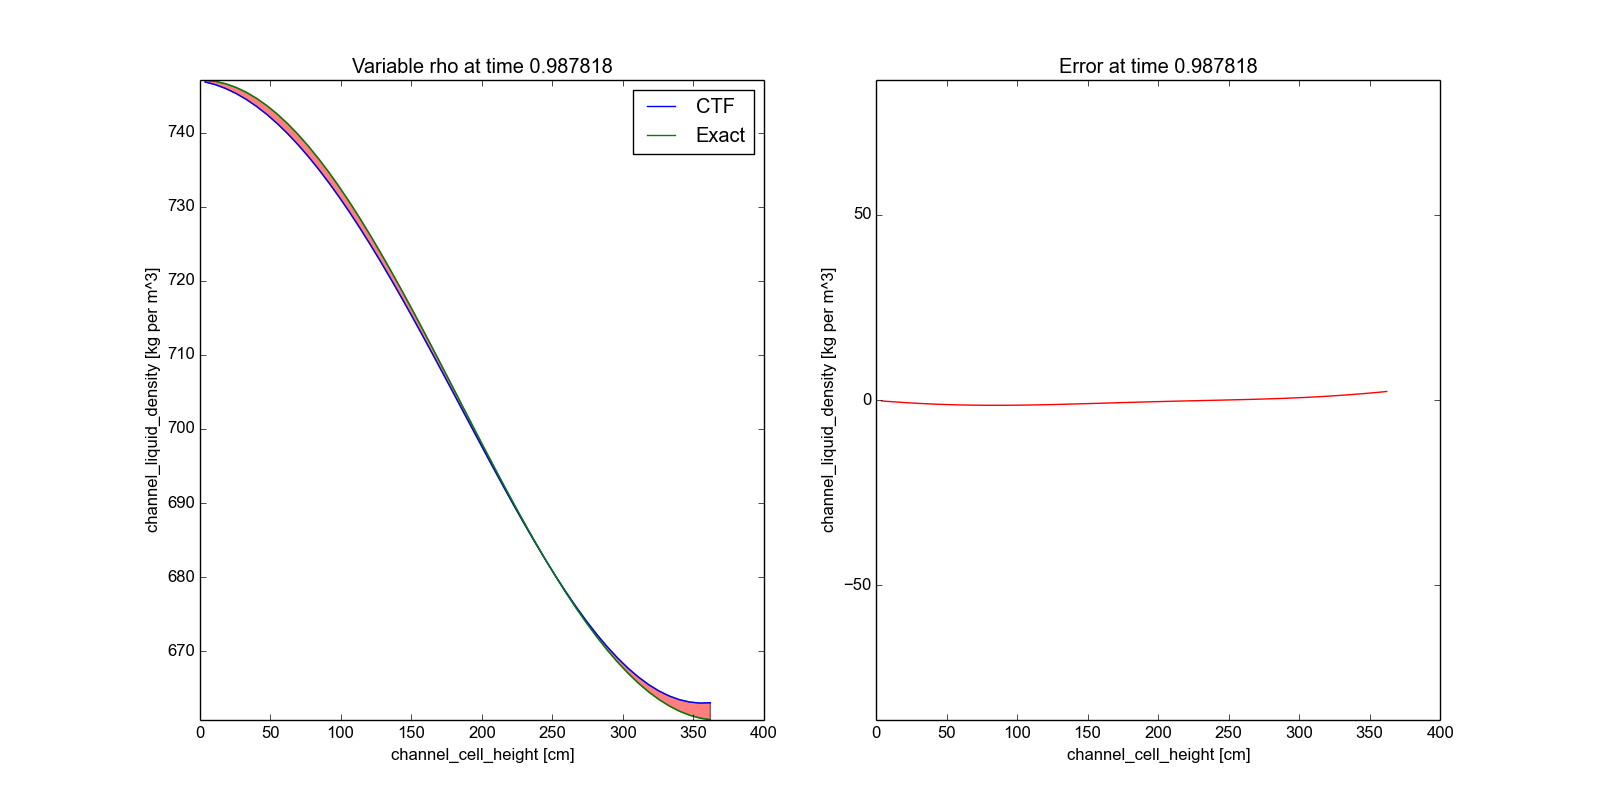 Variable rho at time 0.987818
CTF
Exact
740
730
720
710
700
690
680
670
channel_liquid_density [kg per m^3]
0 50 100 150 200 250 300 350 400
channel_cell_height [cm]
Error at time 0.987818
50
0
−50
channel_liquid_density [kg per m^3]
0 50 100 150 200 250 300 350 400
channel_cell_height [cm]